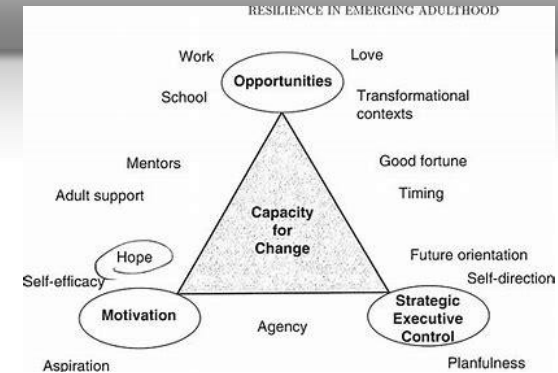 RESILIENCE IN EMERGING ADULTHOOD
Work
Love
Opportunities
School
Transformational
contexts
Mentors
Good fortune
Adult support
Timing
Capacity
for
Change
Hope
Future orientation
Self-efficacy
Self-direction
Motivation
Strategic
Executive
Control
Agency
Aspiration
Planfulness